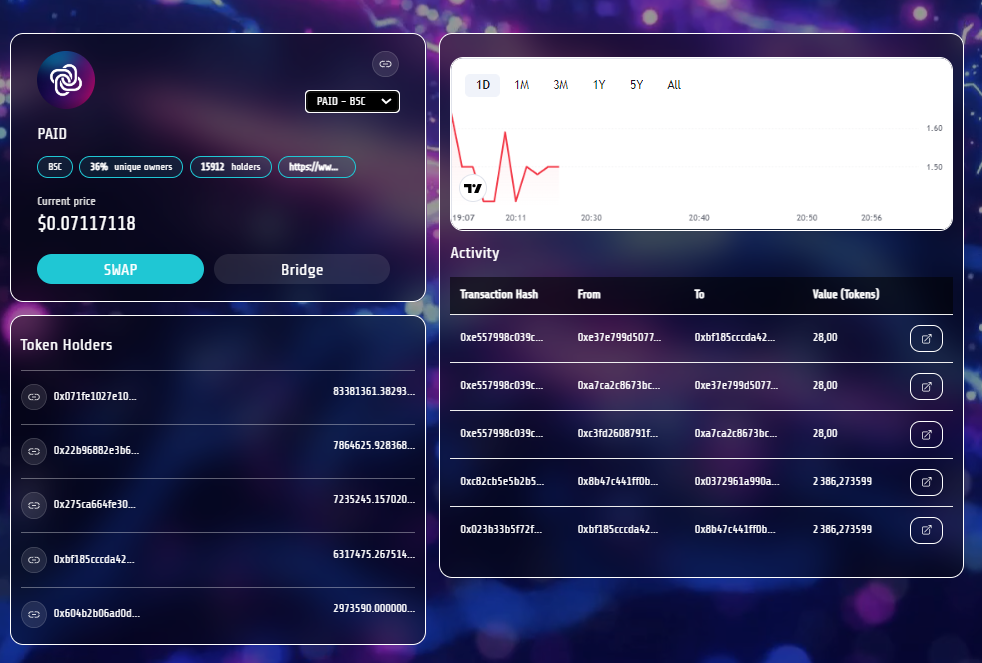 PAID - BSC
PAID
BSC
36% unique owners
15912 holders
https://ww...
Current price
$0.07117118
SWAP
Bridge
Token Holders
0x071fe1027e10...
83381361.38293...
0x22b96882e3b6...
7864625.928368...
0x275ca664fe30...
7235245.157020...
0xbf185cccda42...
6317475.267514...
0x604b2b06ad0d...
2973590.000000...
1D 1M 3M 1Y 5Y All
1.60
1.50
19:07 20:11 20:30 20:40 20:50 20:56
Activity
Transaction Hash From To Value (Tokens)
0xe557998c039c... 0xe37e799d5077... 0xbf185cccda42... 28,00
0xe557998c039c... 0xa7ca2c8673bc... 0xe37e799d5077... 28,00
0xe557998c039c... 0xc3fd2608791f... 0xa7ca2c8673bc... 28,00
0xc82cb5e5b2b5... 0x8b47c441ff0b... 0x0372961a990a... 2 386,273599
0x023b33b5f72f... 0xbf185cccda42... 0x8b47c441ff0b... 2 386,273599